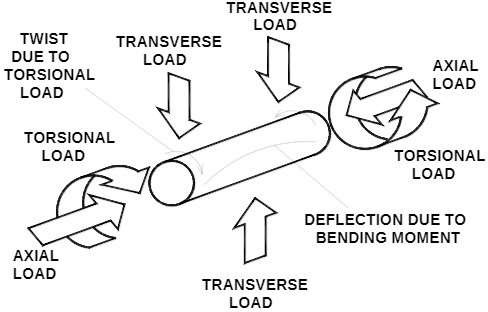 TRANSVERSE
LOAD
TWIST
DUE TO
TORSIONAL
LOAD
TRANSVERSE
LOAD
AXIAL
LOAD
TORSIONAL
LOAD
TORSIONAL
LOAD
DEFLECTION DUE TO
BENDING MOMENT
AXIAL
LOAD
TRANSVERSE
LOAD